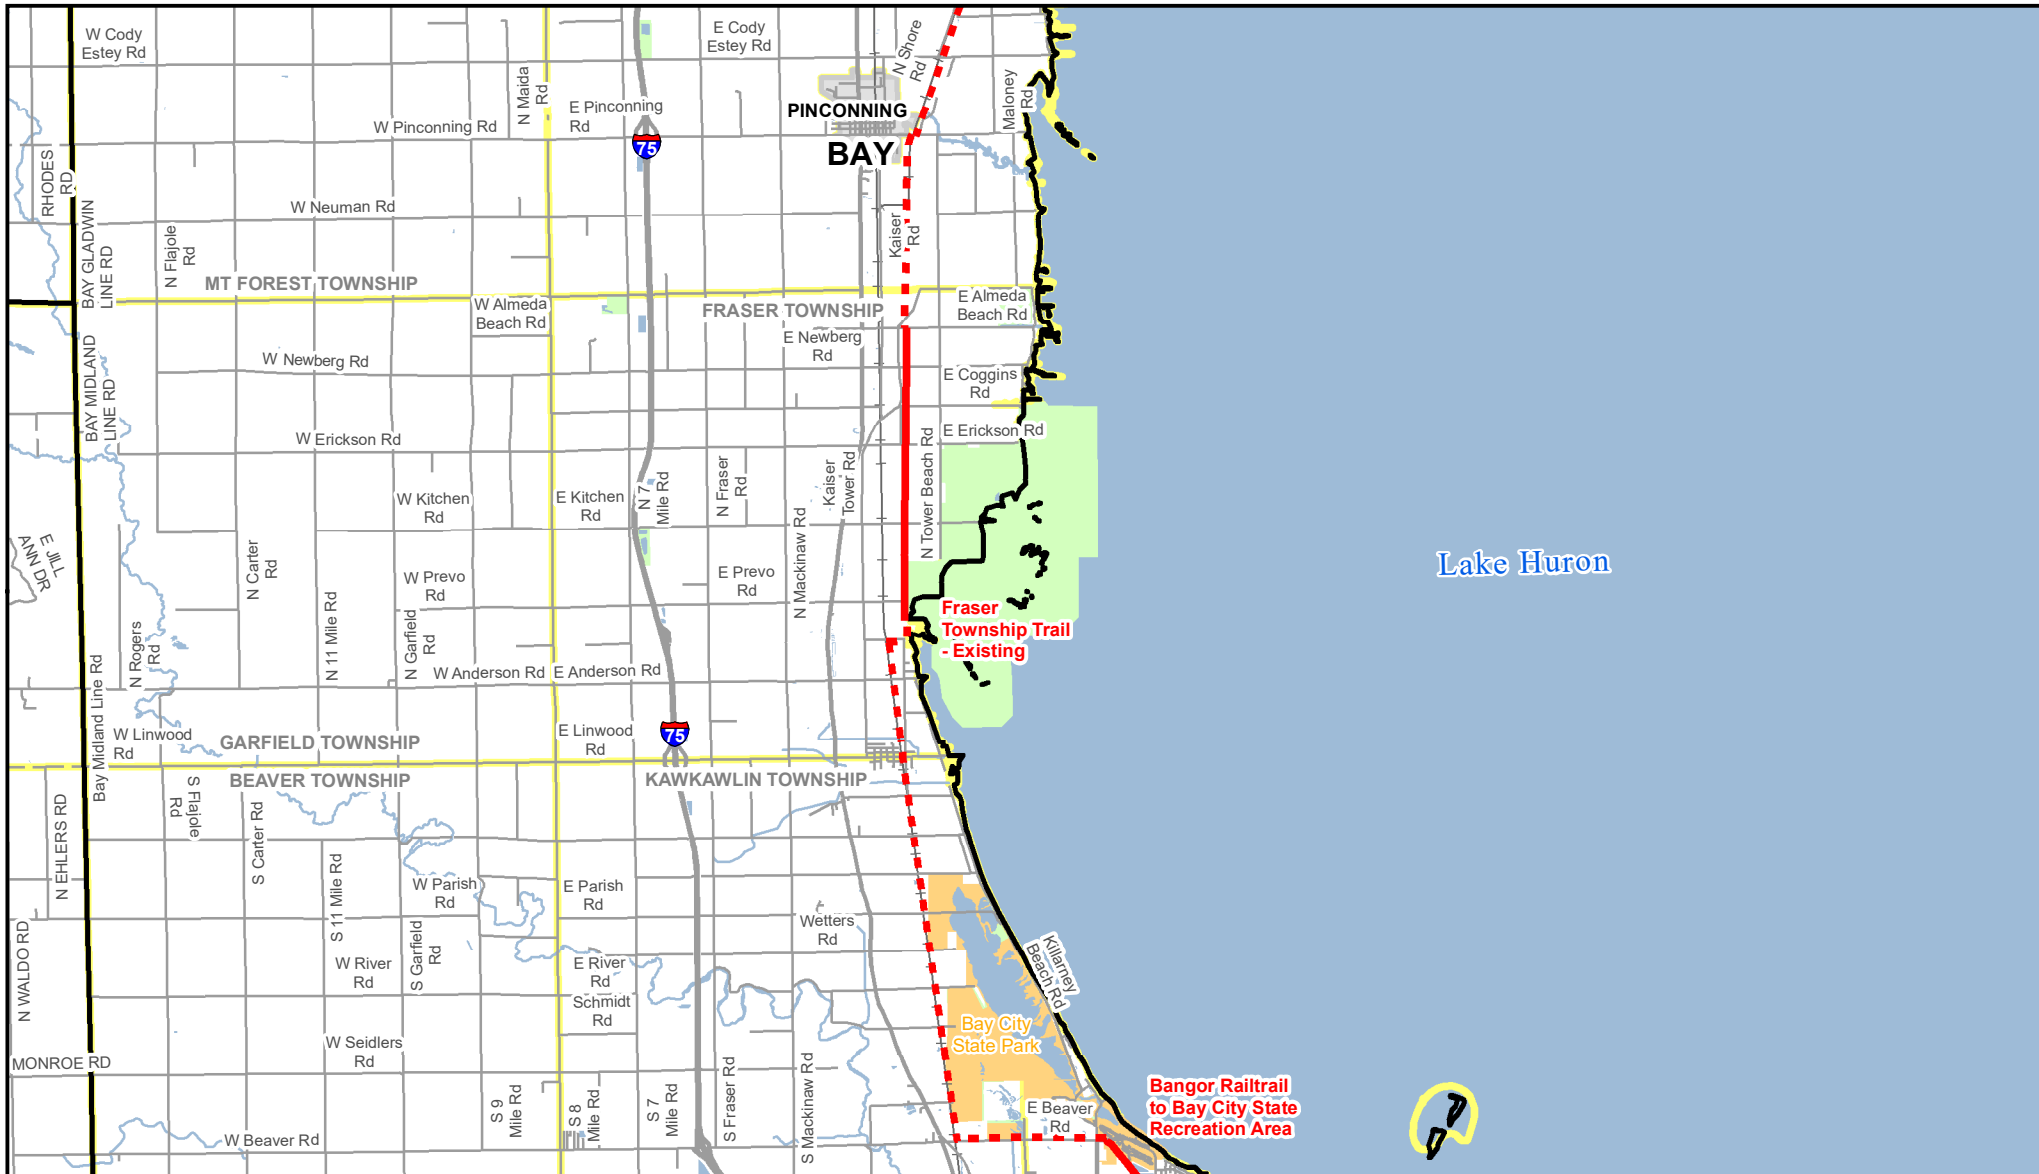 W Cody
Estey Rd
E Cody
Estey Rd
N Shore
Rd
N Maida
Rd
E Pinconning
Rd
Maloney
Rd
PINCONNING
W Pinconning Rd
75
BAY
RHODES
RD
W Neuman Rd
BAY GLADWIN
LINE RD
N Flajole
Rd
Kaiser
Rd
MT FOREST TOWNSHIP
W Almeda
Beach Rd
FRASER TOWNSHIP
E Almeda
Beach Rd
E Newberg
Rd
BAY MIDLAND
LINE RD
W Newberg Rd
E Coggins
Rd
W Erickson Rd
E Erickson Rd
W Kitchen
Rd
E Kitchen
Rd
N 7
Mile Rd
N Fraser
Rd
Kaiser
Tower Rd
N Tower Beach Rd
N Mackinaw Rd
E JILL
ANN DR
N Carter
Rd
W Prevo
Rd
E Prevo
Rd
Lake Huron
N 11 Mile Rd
N Garfield
Rd
N Rogers
Rd
Fraser
Township Trail
- Existing
W Anderson Rd
E Anderson Rd
Bay Midland Line Rd
W Linwood
Rd
E Linwood
Rd
75
GARFIELD TOWNSHIP
BEAVER TOWNSHIP
KAWKAWLIN TOWNSHIP
S Flajole
Rd
N EHLERS RD
S Carter Rd
S 11 Mile Rd
W Parish
Rd
E Parish
Rd
Wetters
Rd
N WALDO RD
S Garfield
Rd
W River
Rd
E River
Rd
Killarney
Beach Rd
Schmidt
Rd
Bay City
State Park
W Seidlers
Rd
MONROE RD
S 9
Mile Rd
S 8
Mile Rd
S 7
Mile Rd
S Fraser Rd
S Mackinaw Rd
E Beaver
Rd
Bangor Railtrail
to Bay City State
Recreation Area
W Beaver Rd